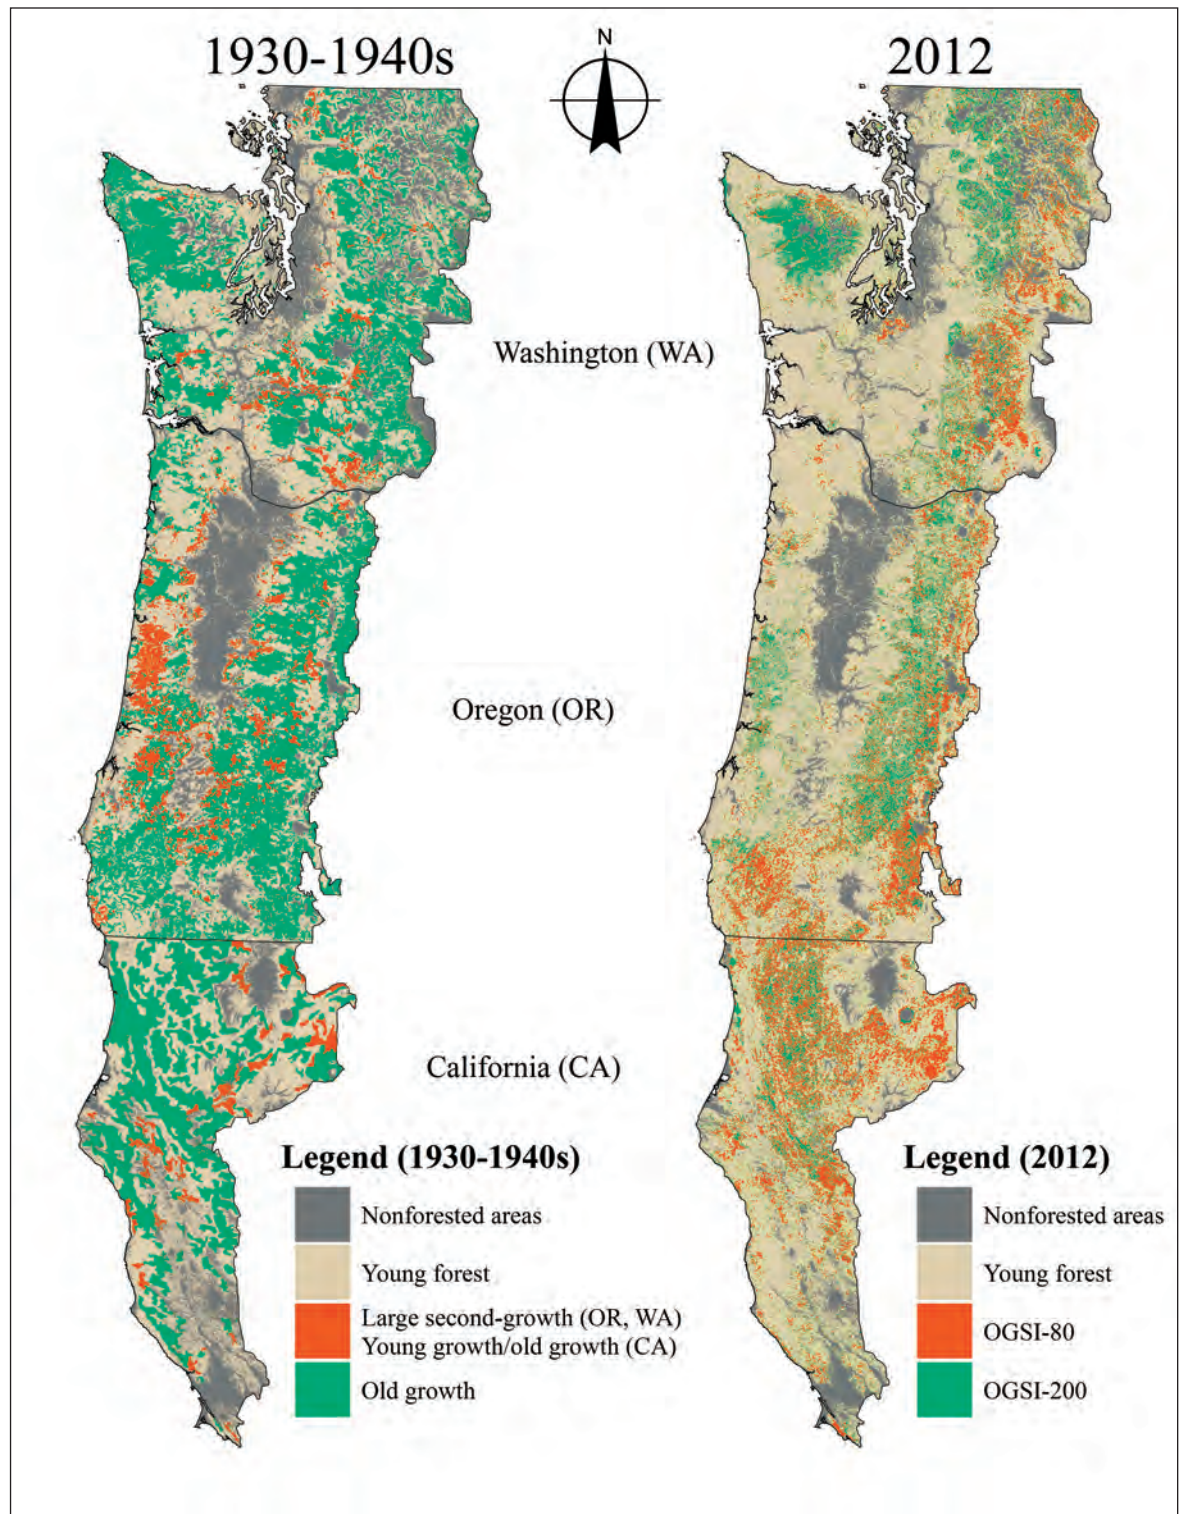 1930-1940s
N
2012
Washington (WA)
Oregon (OR)
California (CA)
Legend (1930-1940s)
Nonforested areas
Young forest
Large second-growth (OR, WA)
Young growth/old growth (CA)
Old growth
Legend (2012)
Nonforested areas
Young forest
OGSI-80
OGSI-200